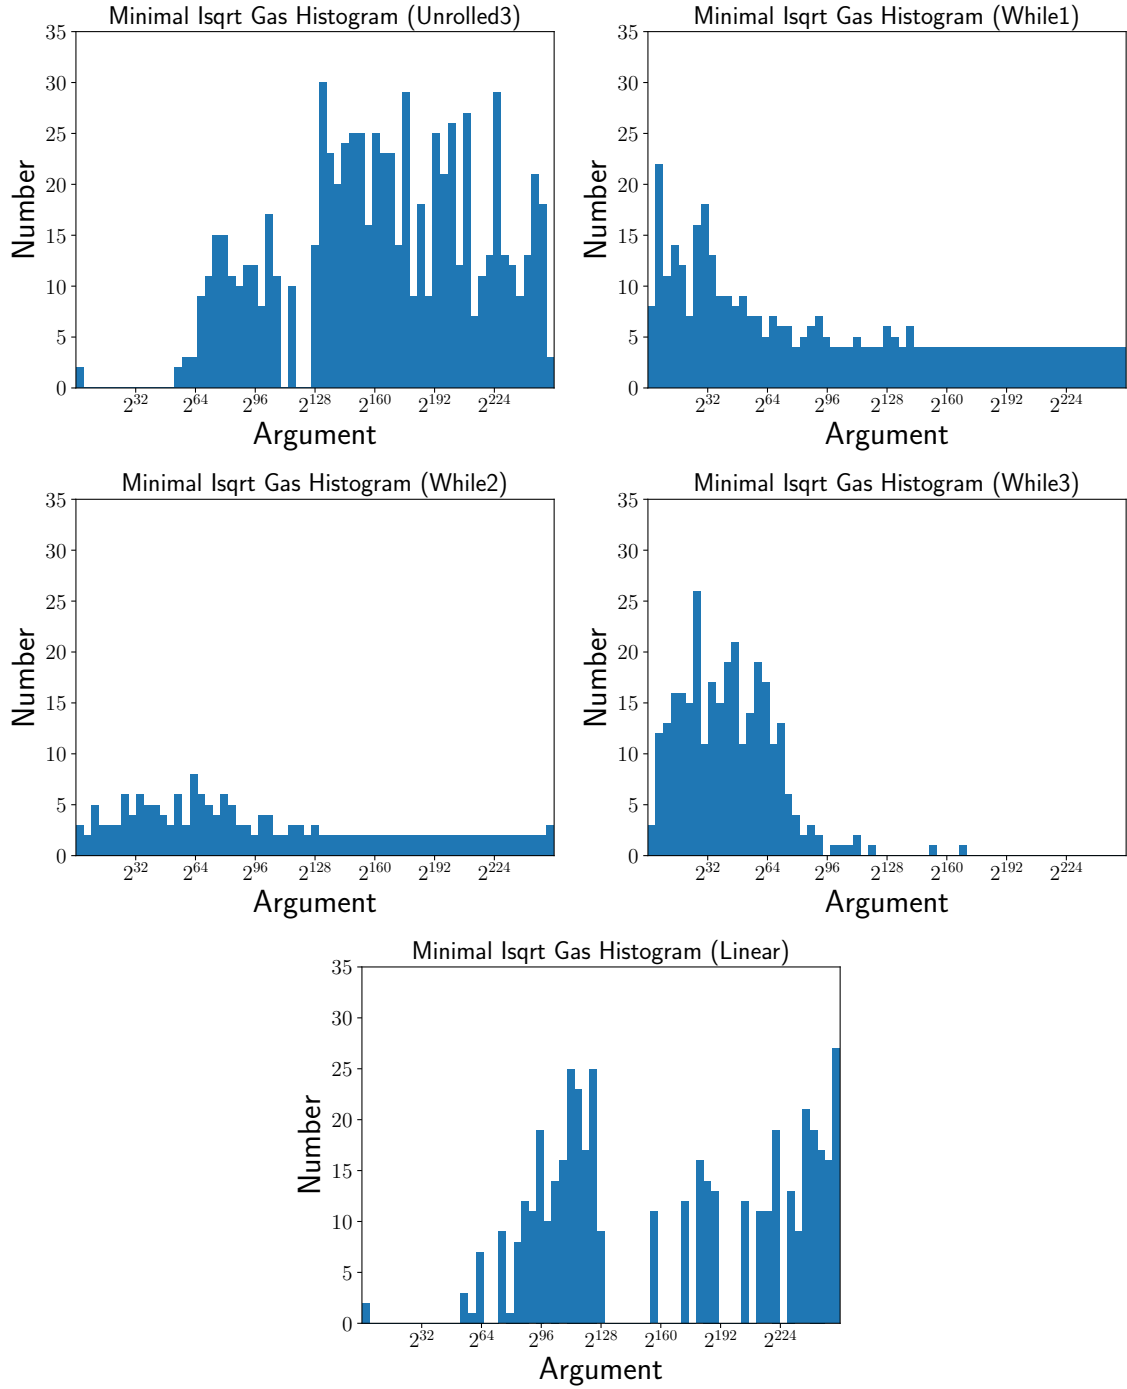 Minimal Isqrt Gas Histogram (Unrolled3)
35
30
25
20
15
10
5
0
Number
2^32 2^64 2^96 2^128 2^160 2^192 2^224
Argument
Minimal Isqrt Gas Histogram (While1)
35
30
25
20
15
10
5
0
Number
2^32 2^64 2^96 2^128 2^160 2^192 2^224
Argument
Minimal Isqrt Gas Histogram (While2)
35
30
25
20
15
10
5
0
Number
2^32 2^64 2^96 2^128 2^160 2^192 2^224
Argument
Minimal Isqrt Gas Histogram (While3)
35
30
25
20
15
10
5
0
Number
2^32 2^64 2^96 2^128 2^160 2^192 2^224
Argument
Minimal Isqrt Gas Histogram (Linear)
35
30
25
20
15
10
5
0
Number
2^32 2^64 2^96 2^128 2^160 2^192 2^224
Argument